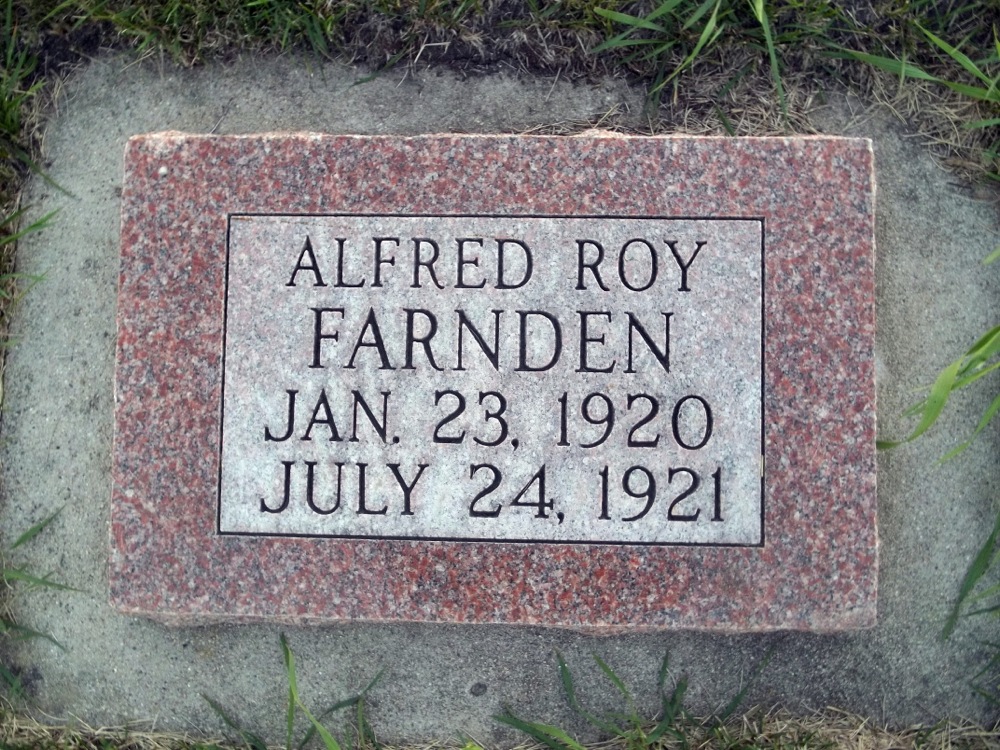 ALFRED ROY
FARNDEN
JAN. 23, 1920
JULY 24, 1921